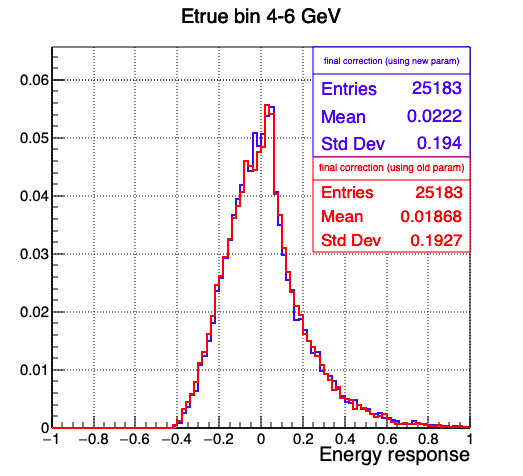 Etrue bin 4-6 GeV
final correction (using new param)
Entries 25183
Mean 0.0222
Std Dev 0.194
final correction (using old param)
Entries 25183
Mean 0.01868
Std Dev 0.1927
0.06
0.05
0.04
0.03
0.02
0.01
0
−1 −0.8 −0.6 −0.4 −0.2 0 0.2 0.4 0.6 0.8 1
Energy response